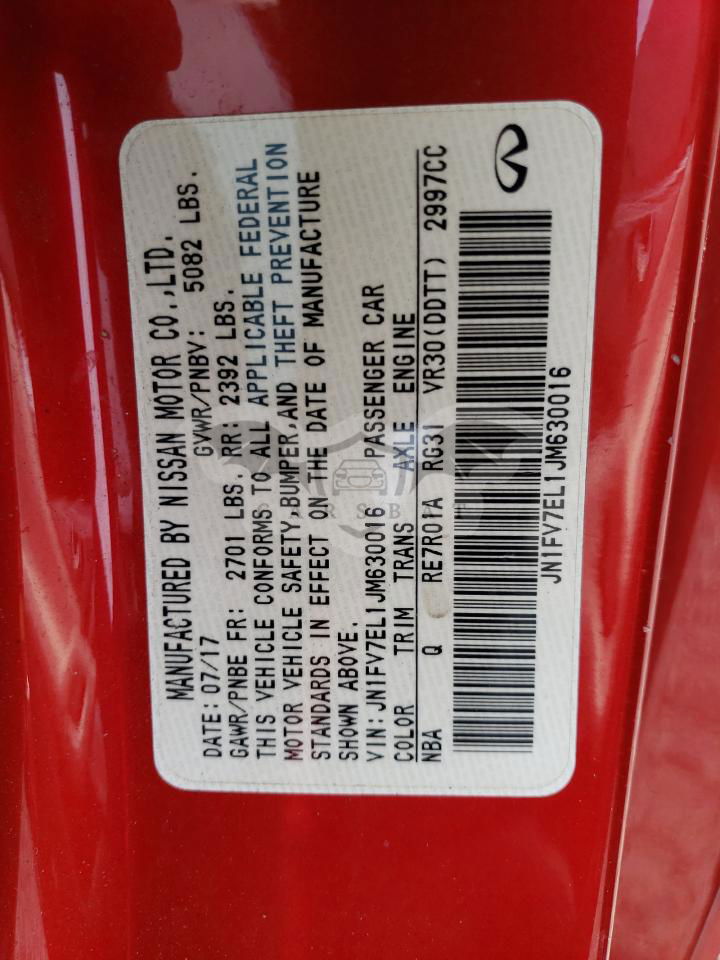 MANUFACTURED BY NISSAN MOTOR CO.,LTD.
DATE: 07/17 GVWR/PNBV: 5082 LBS.
GAWR/PNBE FR: 2701 LBS. RR: 2392 LBS.
THIS VEHICLE CONFORMS TO ALL APPLICABLE FEDERAL
MOTOR VEHICLE SAFETY,BUMPER,AND THEFT PREVENTION
STANDARDS IN EFFECT ON THE DATE OF MANUFACTURE
SHOWN ABOVE.
VIN: JN1FV7EL1JM630016 PASSENGER CAR
COLOR TRIM TRANS AXLE ENGINE
NBA Q RE7R01A RG31 VR30(DDTT) 2997CC
JN1FV7EL1JM630016
CARSBAT